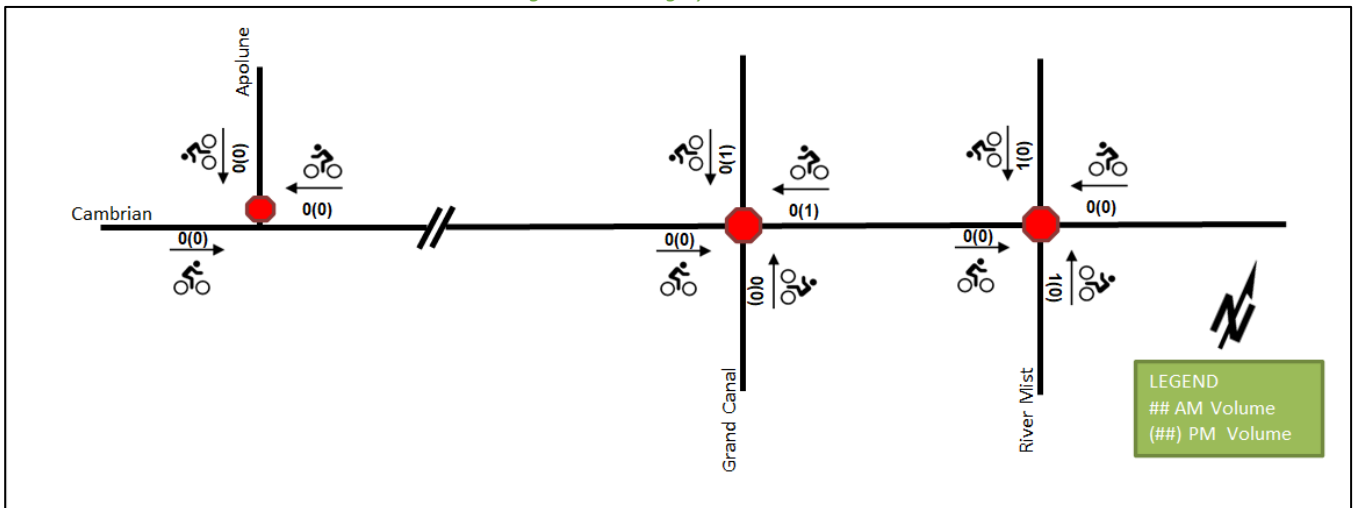 Apolune
0(0)
0(0)
Cambrian
0(0)
0(1)
0(1)
0(0)
0(0)
Grand Canal
1(0)
0(0)
0(0)
1(0)
River Mist
N
LEGEND
## AM Volume
(##) PM Volume